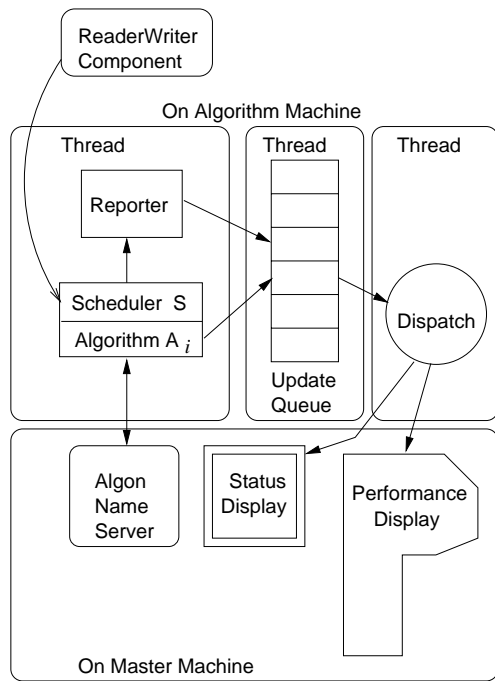 ReaderWriter
Component
On Algorithm Machine
Thread
Thread
Thread
Reporter
Scheduler S
Algorithm A i
Dispatch
Update
Queue
Algon
Name
Server
Status
Display
Performance
Display
On Master Machine